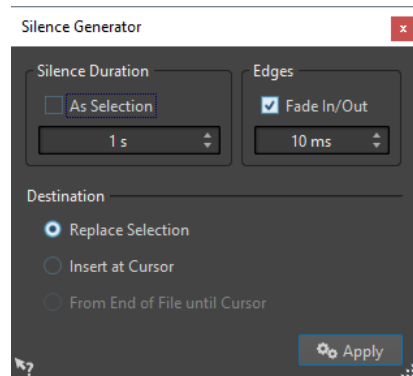 Silence Generator
x
Silence Duration
Edges
As Selection
Fade In/Out
1 s
10 ms
Destination
Replace Selection
Insert at Cursor
From End of File until Cursor
Apply
?